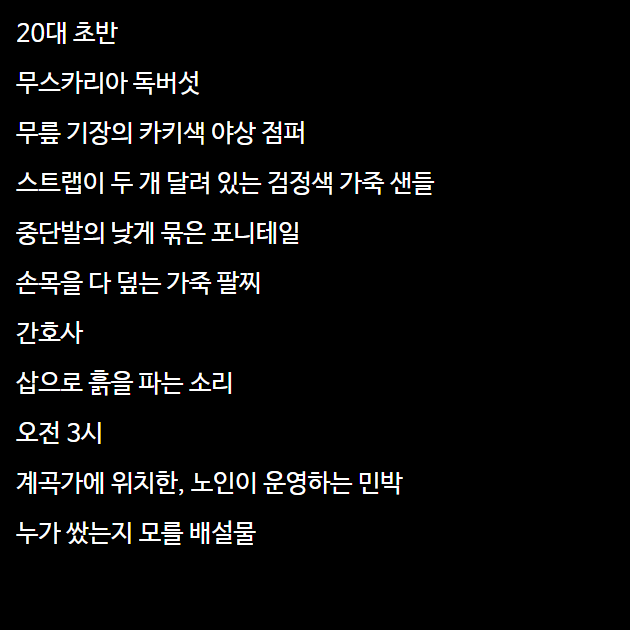 20대 초반
무스카리아 독버섯
무릎 기장의 카키색 야상 점퍼
스트랩이 두 개 달려 있는 검정색 가죽 샌들
중단발의 낮게 묶은 포니테일
손목을 다 덮는 가죽 팔찌
간호사
삽으로 흙을 파는 소리
오전 3시
계곡가에 위치한, 노인이 운영하는 민박
누가 쌌는지 모를 배설물